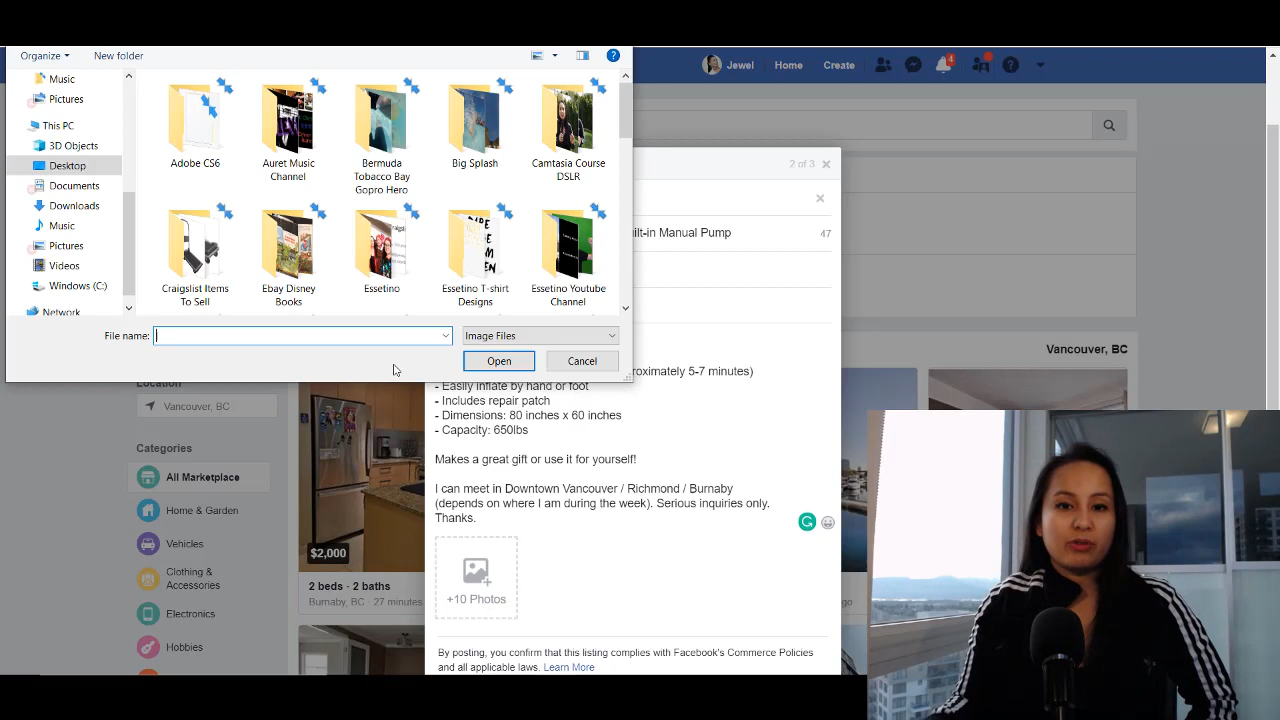 Organize
New folder
Music
Pictures
This PC
3D Objects
Desktop
Documents
Downloads
Music
Pictures
Videos
Windows (C:)
Network
Adobe CS6
Auret Music
Channel
Bermuda
Tobacco Bay
Gopro Hero
Big Splash
Camtasia Course
DSLR
Craigslist Items
To Sell
Ebay Disney
Books
Essetino
Essetino T-shirt
Designs
Essetino Youtube
Channel
File name:
Image Files
Open
Cancel
Jewel
Home
Create
4
2 of 3
ilt-in Manual Pump
47
Vancouver, BC
Location
Vancouver, BC
Categories
All Marketplace
Home & Garden
Vehicles
Clothing &
Accessories
Electronics
Hobbies
$2,000
2 beds - 2 baths
Burnaby, BC - 27 minutes
roximately 5-7 minutes)
- Easily inflate by hand or foot
- Includes repair patch
- Dimensions: 80 inches x 60 inches
- Capacity: 650lbs
Makes a great gift or use it for yourself!
I can meet in Downtown Vancouver / Richmond / Burnaby
(depends on where I am during the week). Serious inquiries only.
Thanks.
+10 Photos
ago
By posting, you confirm that this listing complies with Facebook's Commerce Policies
and all applicable laws. Learn More